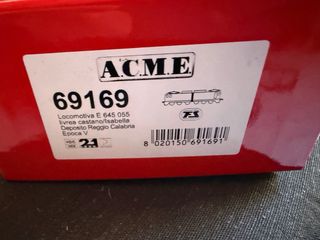 A.C.M.E.
69169
Locomotiva E 645 055
livrea castano/Isabella
Deposito Reggio Calabria
Epoca V
FS
8 020150 691691